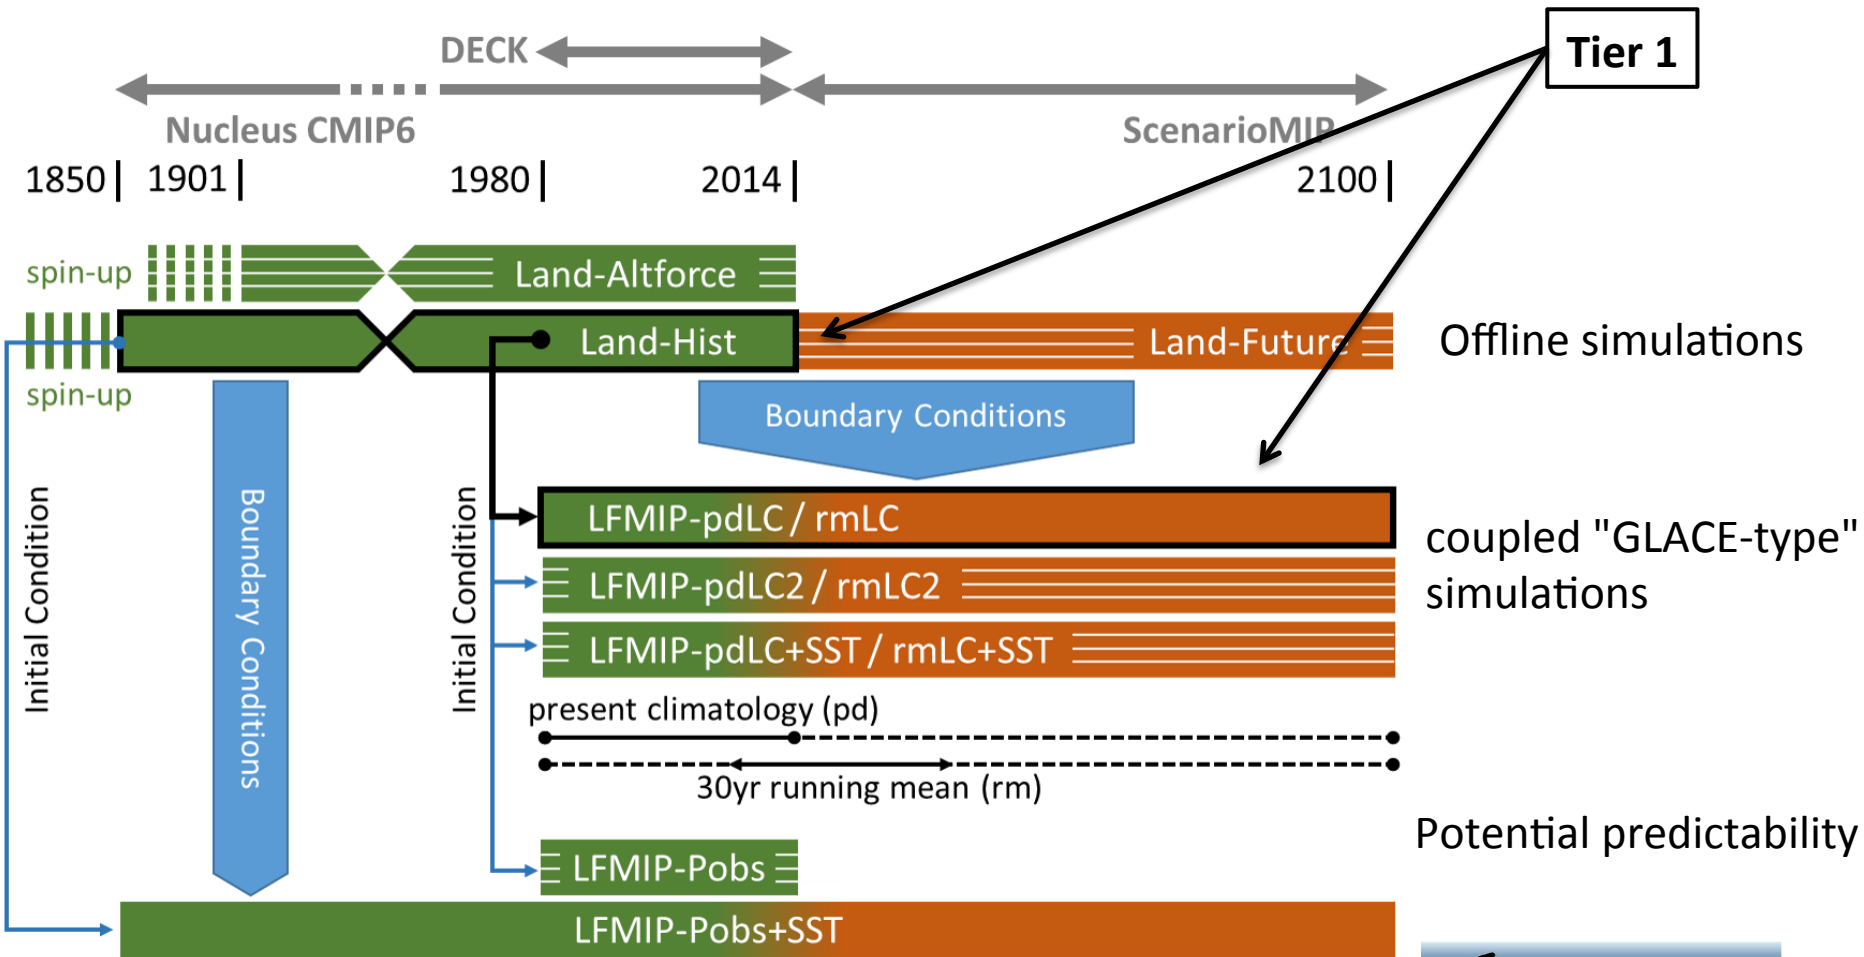 DECK
Tier 1
Nucleus CMIP6
ScenarioMIP
1850
1901
1980
2014
2100
spin-up
Land-Altforce
Land-Hist
Land-Future
Offline simulations
spin-up
Boundary Conditions
Initial Condition
Boundary Conditions
Initial Condition
LFMIP-pdLC / rmLC
coupled "GLACE-type"
simulations
LFMIP-pdLC2 / rmLC2
LFMIP-pdLC+SST / rmLC+SST
present climatology (pd)
30yr running mean (rm)
Potential predictability
LFMIP-Pobs
LFMIP-Pobs+SST